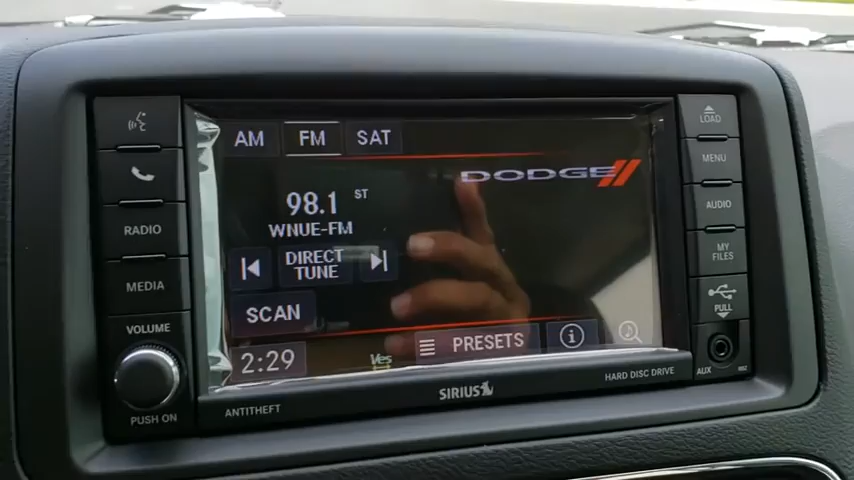 AM FM SAT
DODGE
98.1 ST
WNUE-FM
DIRECT
TUNE
SCAN
2:29
Ves
PRESETS
SIRIUS
ANTITHEFT
HARD DISC DRIVE
RADIO
MEDIA
VOLUME
PUSH ON
LOAD
MENU
AUDIO
MY
FILES
PULL
AUX